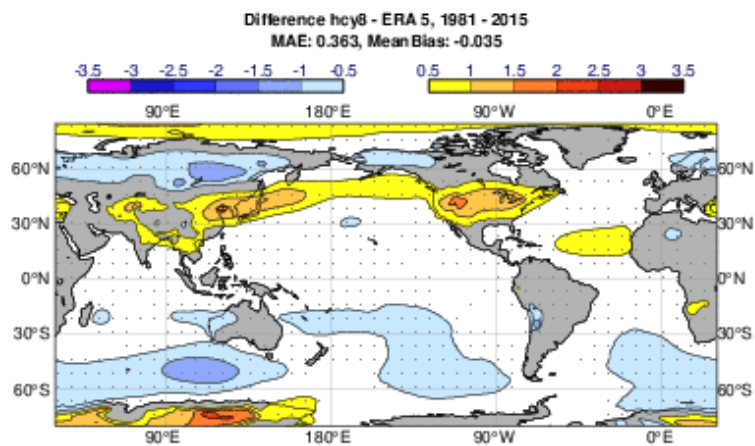 Difference hcy8 - ERA 5, 1981 - 2015
MAE: 0.363, Mean Bias: -0.035
-3.5 -3 -2.5 -2 -1.5 -1 -0.5 0.5 1 1.5 2 2.5 3 3.5
90°E 180°E 90°W 0°E
60°N 60°N
30°N 30°N
0°N 0°N
30°S 30°S
60°S 60°S
90°E 180°E 90°W 0°E